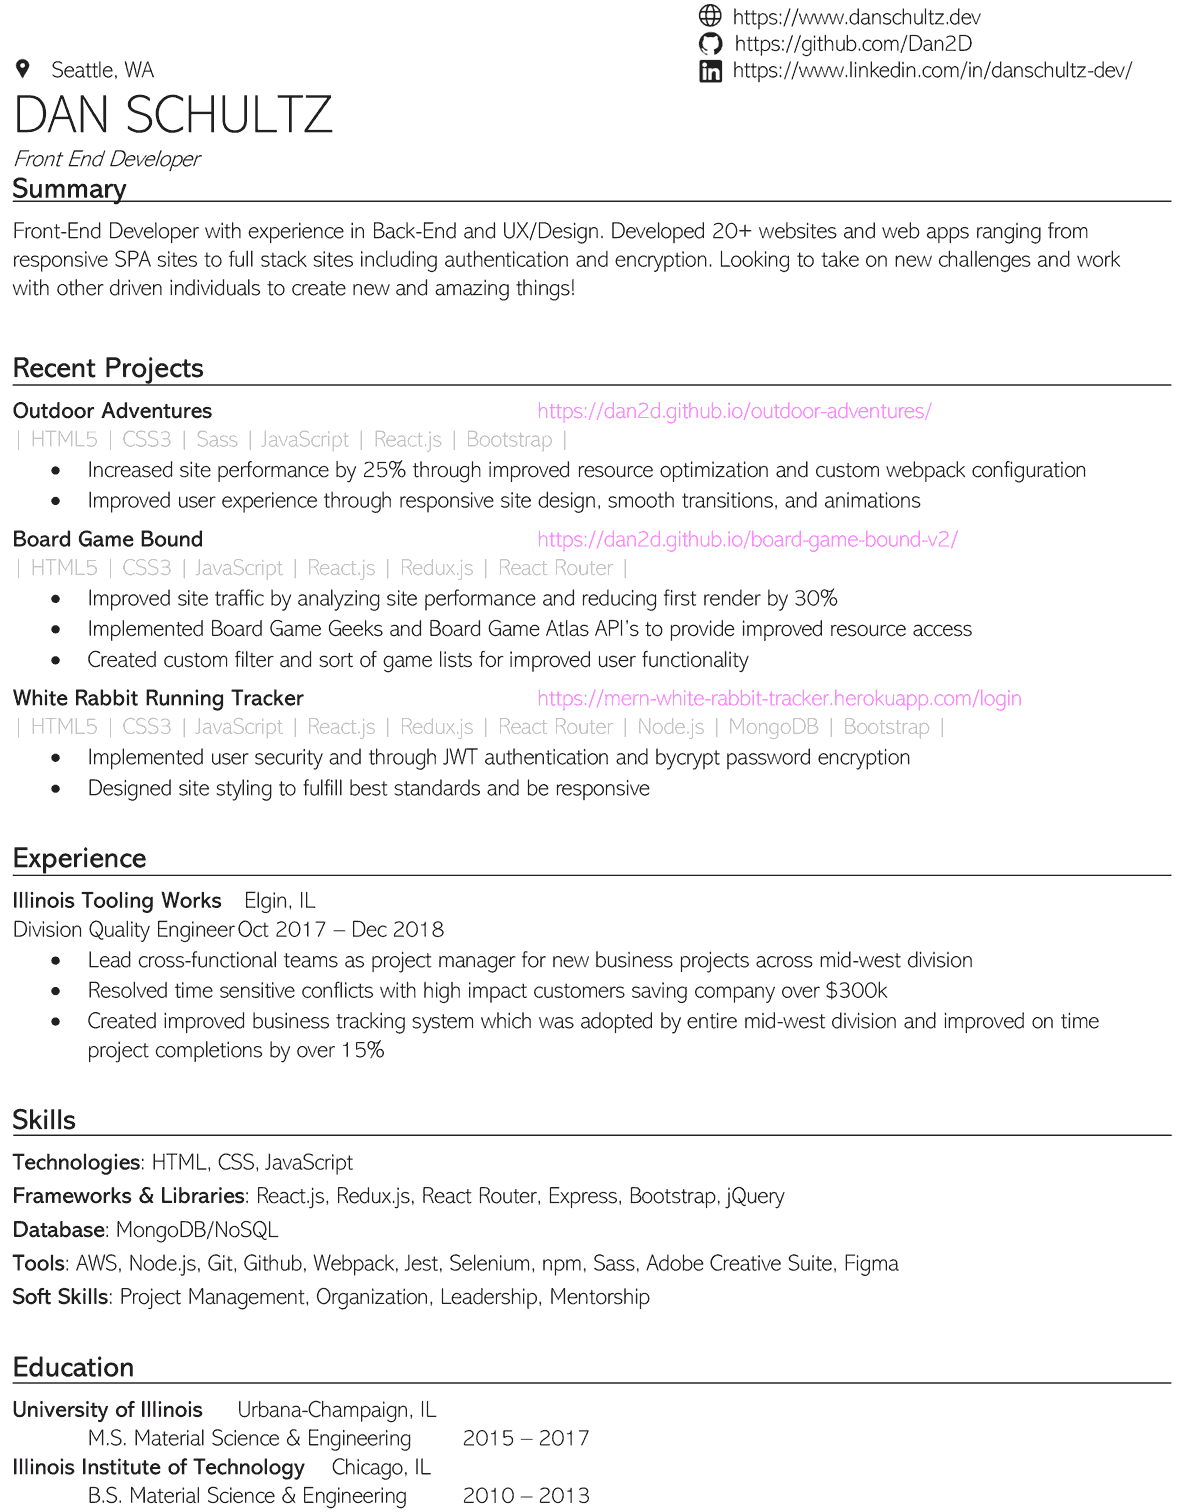 https://www.danschultz.dev
https://github.com/Dan2D
https://www.linkedin.com/in/danschultz-dev/
Seattle, WA
DAN SCHULTZ
Front End Developer
Summary
Front-End Developer with experience in Back-End and UX/Design. Developed 20+ websites and web apps ranging from
responsive SPA sites to full stack sites including authentication and encryption. Looking to take on new challenges and work
with other driven individuals to create new and amazing things!
Recent Projects
Outdoor Adventures https://dan2d.github.io/outdoor-adventures/
| HTML5 | CSS3 | Sass | JavaScript | React.js | Bootstrap |
● Increased site performance by 25% through improved resource optimization and custom webpack configuration
● Improved user experience through responsive site design, smooth transitions, and animations
Board Game Bound https://dan2d.github.io/board-game-bound-v2/
| HTML5 | CSS3 | JavaScript | React.js | Redux.js | React Router |
● Improved site traffic by analyzing site performance and reducing first render by 30%
● Implemented Board Game Geeks and Board Game Atlas API's to provide improved resource access
● Created custom filter and sort of game lists for improved user functionality
White Rabbit Running Tracker https://mern-white-rabbit-tracker.herokuapp.com/login
| HTML5 | CSS3 | JavaScript | React.js | Redux.js | React Router | Node.js | MongoDB | Bootstrap |
● Implemented user security and through JWT authentication and bycrypt password encryption
● Designed site styling to fulfill best standards and be responsive
Experience
Illinois Tooling Works Elgin, IL
Division Quality Engineer Oct 2017 – Dec 2018
● Lead cross-functional teams as project manager for new business projects across mid-west division
● Resolved time sensitive conflicts with high impact customers saving company over $300k
● Created improved business tracking system which was adopted by entire mid-west division and improved on time
project completions by over 15%
Skills
Technologies: HTML, CSS, JavaScript
Frameworks & Libraries: React.js, Redux.js, React Router, Express, Bootstrap, jQuery
Database: MongoDB/NoSQL
Tools: AWS, Node.js, Git, Github, Webpack, Jest, Selenium, npm, Sass, Adobe Creative Suite, Figma
Soft Skills: Project Management, Organization, Leadership, Mentorship
Education
University of Illinois Urbana-Champaign, IL
M.S. Material Science & Engineering 2015 – 2017
Illinois Institute of Technology Chicago, IL
B.S. Material Science & Engineering 2010 – 2013